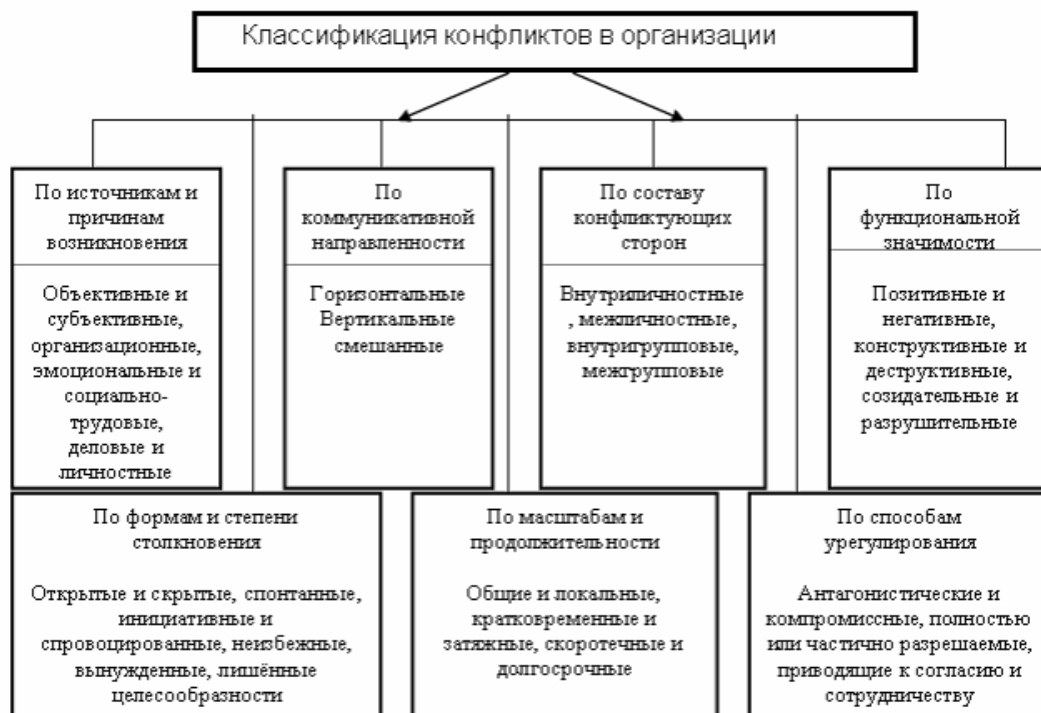 Классификация конфликтов в организации
По источникам и
причинам
возникновения
Объективные и
субъективные,
организационные,
эмоциональные и
социально-
трудовые,
деловые и
личностные
По
коммуникативной
направленности
Горизонтальные
Вертикальные
смешанные
По составу
конфликтующих
сторон
Внутриличностные
, межличностные,
внутригрупповые,
межгрупповые
По
функциональной
значимости
Позитивные и
негативные,
конструктивные и
деструктивные,
созидательные и
разрушительные
По формам и степени
столкновения
Открытые и скрытые, спонтанные,
инициативные и
спровоцированные, неизбежные,
вынужденные, лишённые
целесообразности
По масштабам и
продолжительности
Общие и локальные,
кратковременные и
затяжные, скоротечные и
долгосрочные
По способам
урегулирования
Антагонистические и
компромиссные, полностью
или частично разрешаемые,
приводящие к согласию и
сотрудничеству